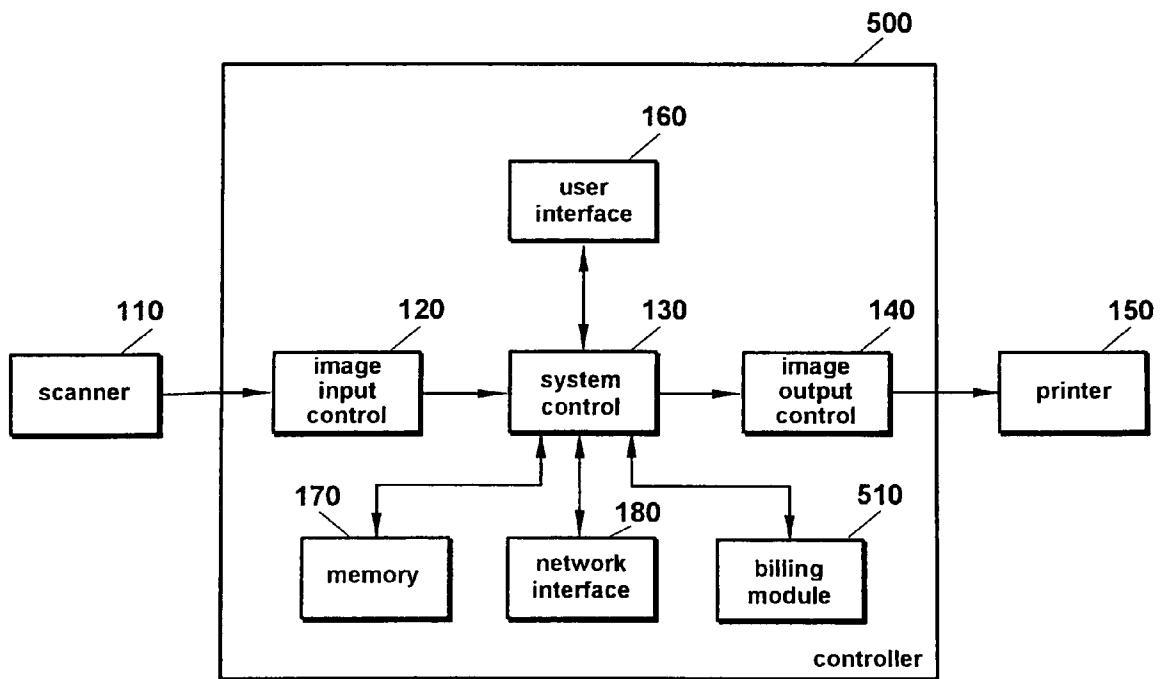 500
160
user
interface
110
120
130
140
150
scanner
image
input
control
system
control
image
output
control
printer
170
180
510
memory
network
interface
billing
module
controller